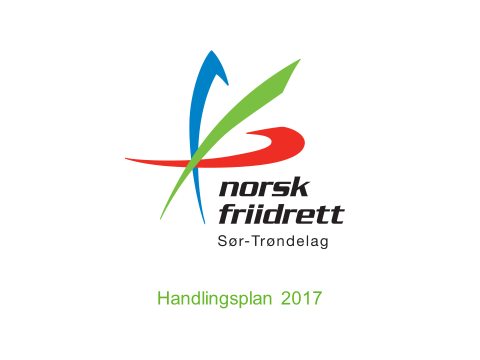 norsk
friidrett
Sør-Trøndelag
Handlingsplan 2017